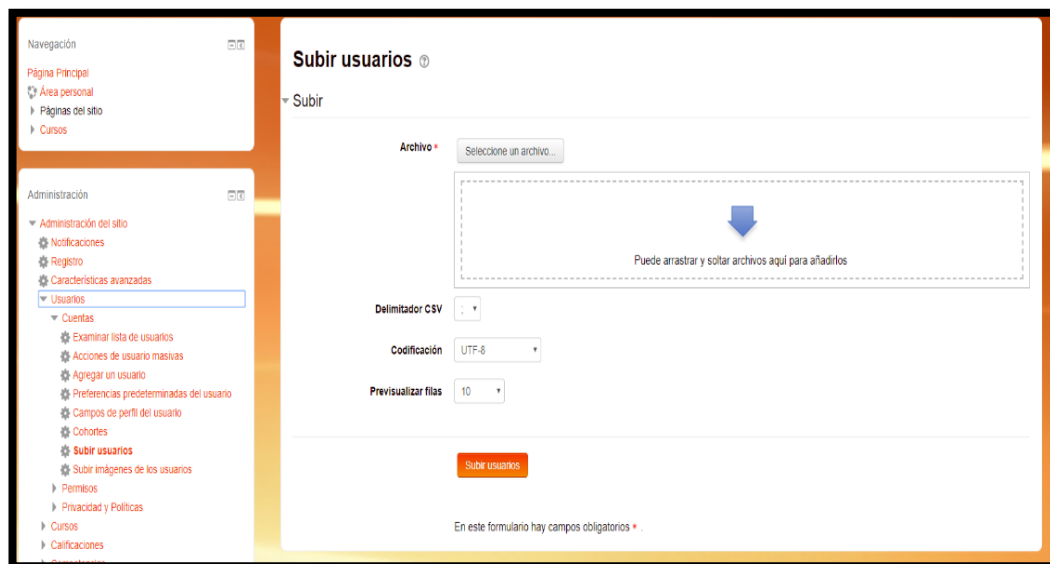 Navegación
Página Principal
Área personal
Páginas del sitio
Cursos
Administración
Administración del sitio
Notificaciones
Registro
Características avanzadas
Usuarios
Cuentas
Examinar lista de usuarios
Acciones de usuario masivas
Agregar un usuario
Preferencias predeterminadas del usuario
Campos de perfil del usuario
Cohortes
Subir usuarios
Subir imágenes de los usuarios
Permisos
Privacidad y Políticas
Cursos
Calificaciones
Subir usuarios
Subir
Archivo *
Seleccione un archivo...
Puede arrastrar y soltar archivos aquí para añadirlos
Delimitador CSV ;
Codificación UTF-8
Previsualizar filas 10
Subir usuarios
En este formulario hay campos obligatorios * .